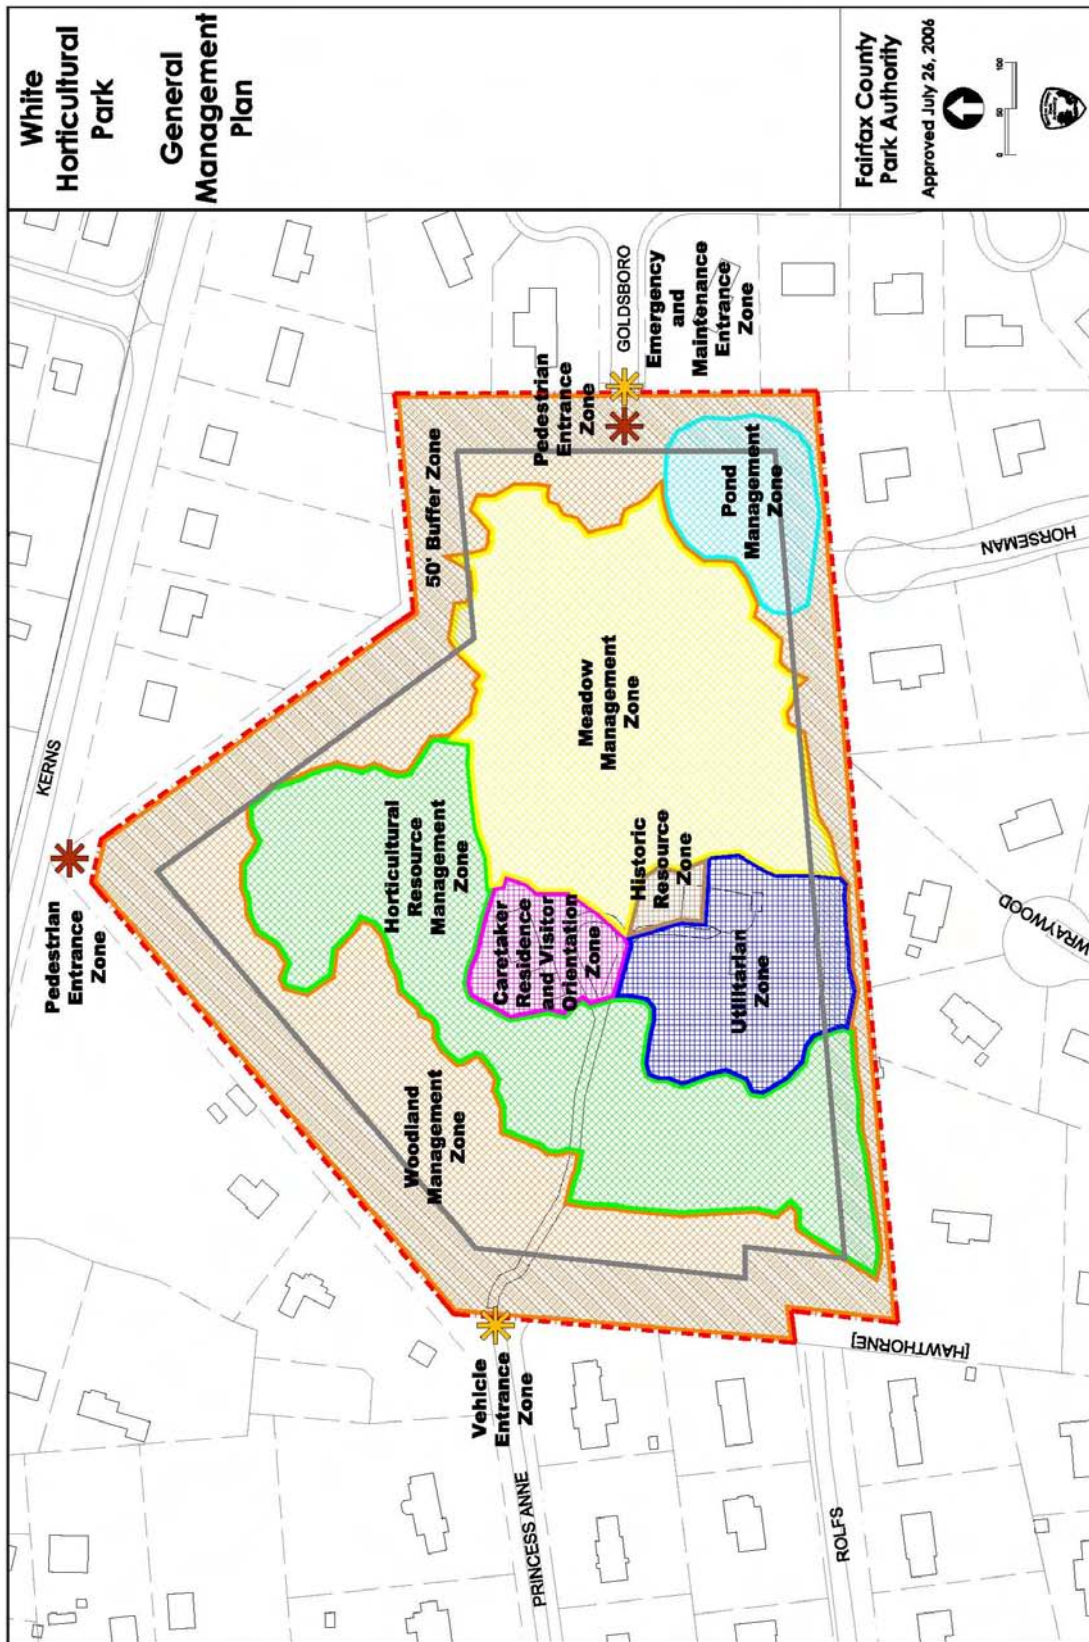 White
Horticultural
Park
General
Management
Plan
Fairfax County
Park Authority
Approved July 26, 2006
0
50
100
KERNS
Pedestrian
Entrance
Zone
50' Buffer Zone
Pedestrian
Entrance
Zone
GOLDSBORO
Emergency
and
Maintenance
Entrance
Zone
Pond
Management
Zone
HORSEMAN
Meadow
Management
Zone
Horticultural
Resource
Management
Zone
Historic
Resource
Zone
Caretaker
Residence
and Visitor
Orientation
Zone
Utilitarian
Zone
WRAYWOOD
Woodland
Management
Zone
Vehicle
Entrance
Zone
PRINCESS ANNE
[HAWTHORNE]
ROLFS